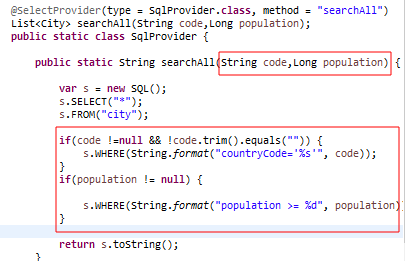 @SelectProvider(type = SqlProvider.class, method = "searchAll")
List<City> searchAll(String code,Long population);
public static class SqlProvider {
public static String searchAll(String code,Long population) {
var s = new SQL();
s.SELECT("*");
s.FROM("city");
if(code !=null && !code.trim().equals("")) {
s.WHERE(String.format("countryCode='%s'", code));
}
if(population != null) {
s.WHERE(String.format("population >= %d", population)
}
return s.toString();
}